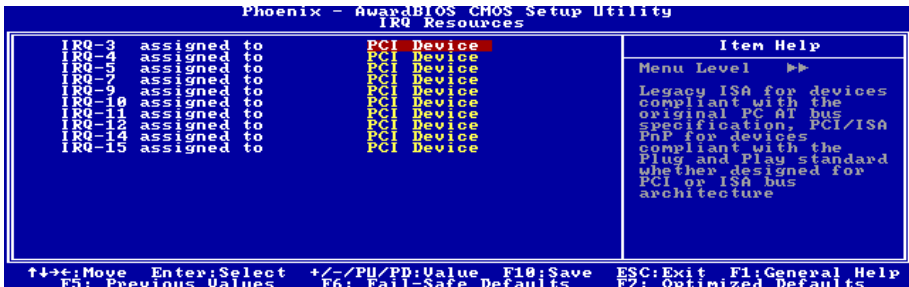 Phoenix - AwardBIOS CMOS Setup Utility
IRQ Resources
IRQ-3 assigned to PCI Device
IRQ-4 assigned to PCI Device
IRQ-5 assigned to PCI Device
IRQ-7 assigned to PCI Device
IRQ-9 assigned to PCI Device
IRQ-10 assigned to PCI Device
IRQ-11 assigned to PCI Device
IRQ-12 assigned to PCI Device
IRQ-14 assigned to PCI Device
IRQ-15 assigned to PCI Device
Item Help
Menu Level ▶▶
Legacy ISA for devices
compliant with the
original PC AT bus
specification, PCI/ISA
PnP for devices
compliant with the
Plug and Play standard
whether designed for
PCI or ISA bus
architecture
↑↓→←:Move Enter:Select +/-/PU/PD:Value F10:Save ESC:Exit F1:General Help
F5: Previous Values F6: Fail-Safe Defaults F7: Optimized Defaults